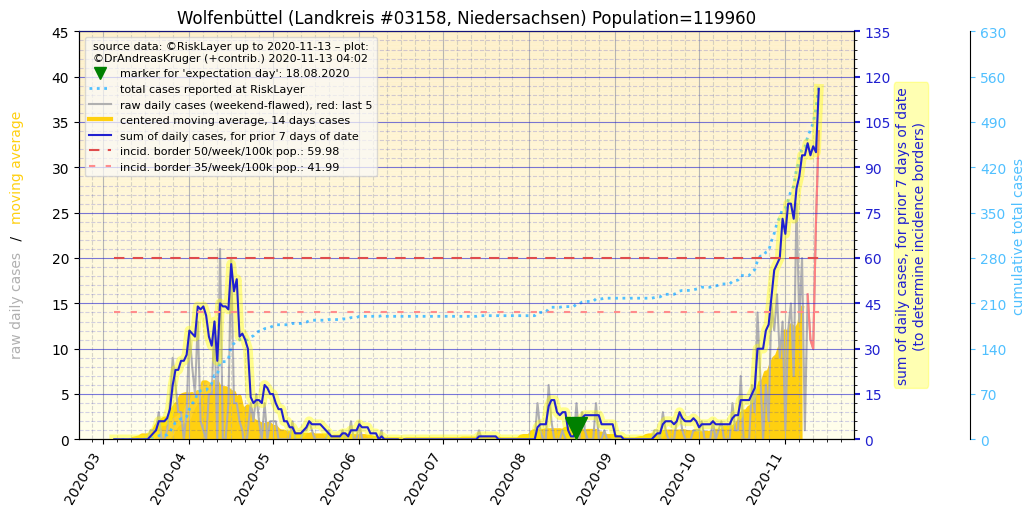 Wolfenbüttel (Landkreis #03158, Niedersachsen) Population=119960
source data: ©RiskLayer up to 2020-11-13 – plot:
©DrAndreasKruger (+contrib.) 2020-11-13 04:02
marker for 'expectation day': 18.08.2020
total cases reported at RiskLayer
raw daily cases (weekend-flawed), red: last 5
centered moving average, 14 days cases
sum of daily cases, for prior 7 days of date
incid. border 50/week/100k pop.: 59.98
incid. border 35/week/100k pop.: 41.99
raw daily cases / moving average
45
40
35
30
25
20
15
10
5
0
2020-03
2020-04
2020-05
2020-06
2020-07
2020-08
2020-09
2020-10
2020-11
135
120
105
90
75
60
45
30
15
0
sum of daily cases, for prior 7 days of date
(to determine incidence borders)
630
560
490
420
350
280
210
140
70
0
cumulative total cases